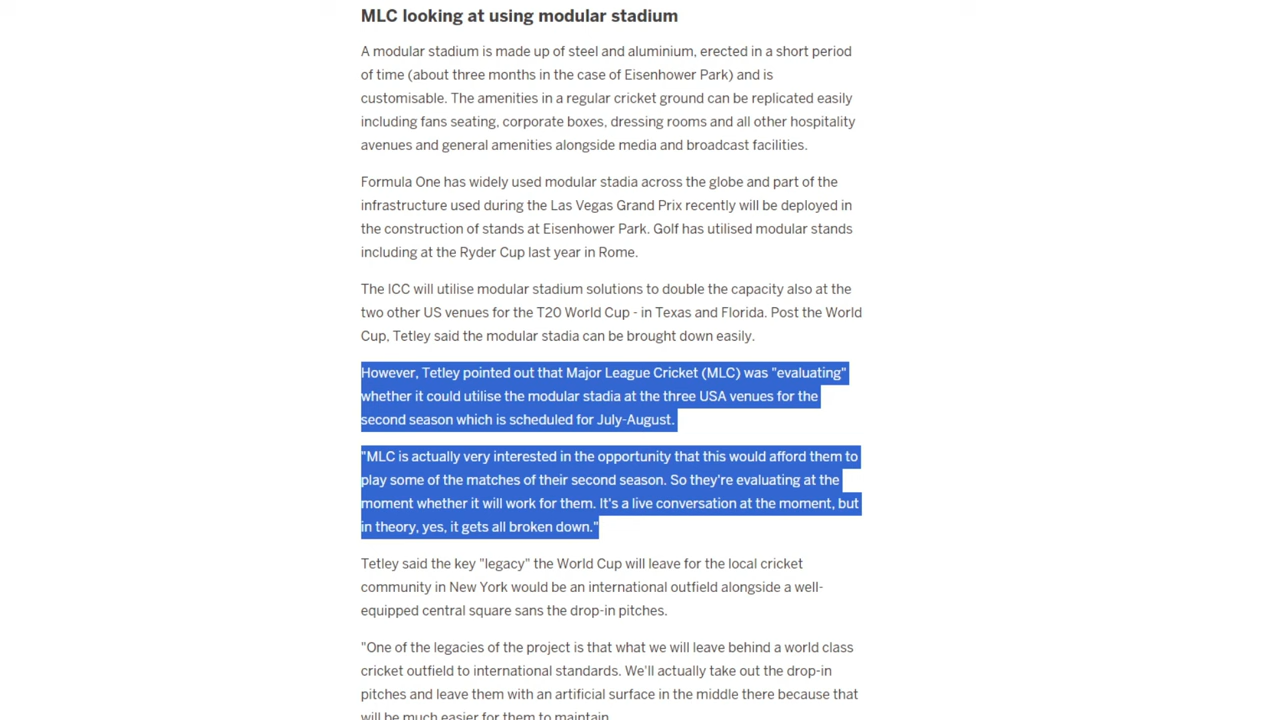 MLC looking at using modular stadium
A modular stadium is made up of steel and aluminium, erected in a short period
of time (about three months in the case of Eisenhower Park) and is
customisable. The amenities in a regular cricket ground can be replicated easily
including fans seating, corporate boxes, dressing rooms and all other hospitality
avenues and general amenities alongside media and broadcast facilities.
Formula One has widely used modular stadia across the globe and part of the
infrastructure used during the Las Vegas Grand Prix recently will be deployed in
the construction of stands at Eisenhower Park. Golf has utilised modular stands
including at the Ryder Cup last year in Rome.
The ICC will utilise modular stadium solutions to double the capacity also at the
two other US venues for the T20 World Cup - in Texas and Florida. Post the World
Cup, Tetley said the modular stadia can be brought down easily.
However, Tetley pointed out that Major League Cricket (MLC) was "evaluating"
whether it could utilise the modular stadia at the three USA venues for the
second season which is scheduled for July-August.
"MLC is actually very interested in the opportunity that this would afford them to
play some of the matches of their second season. So they're evaluating at the
moment whether it will work for them. It's a live conversation at the moment, but
in theory, yes, it gets all broken down."
Tetley said the key "legacy" the World Cup will leave for the local cricket
community in New York would be an international outfield alongside a well-
equipped central square sans the drop-in pitches.
"One of the legacies of the project is that what we will leave behind a world class
cricket outfield to international standards. We'll actually take out the drop-in
pitches and leave them with an artificial surface in the middle there because that
will be much easier for them to maintain.